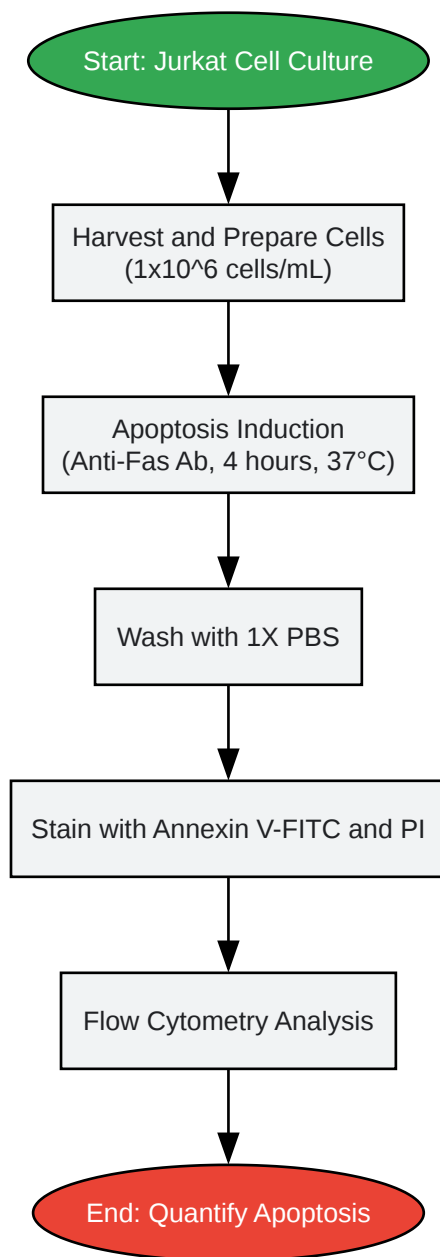 Start: Jurkat Cell Culture
Harvest and Prepare Cells
(1x10^6 cells/mL)
Apoptosis Induction
(Anti-Fas Ab, 4 hours, 37°C)
Wash with 1X PBS
Stain with Annexin V-FITC and PI
Flow Cytometry Analysis
End: Quantify Apoptosis